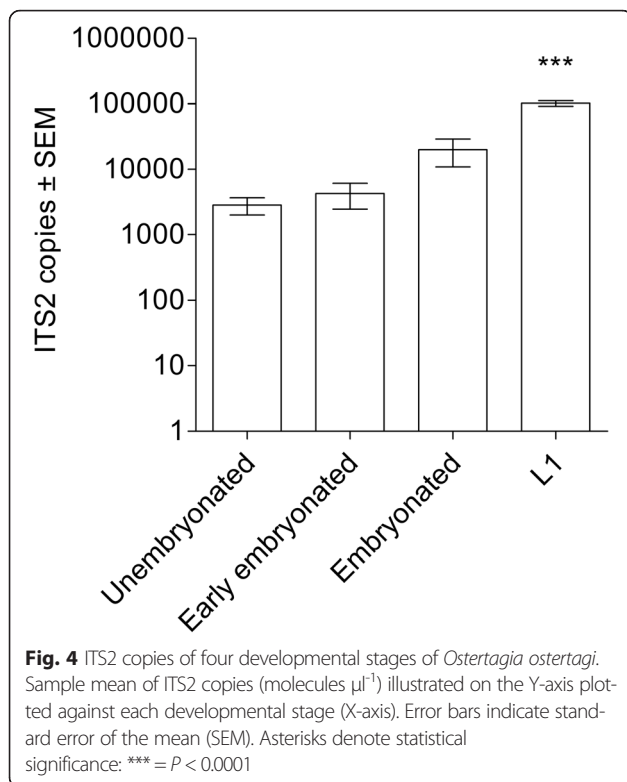 1000000
100000
10000
1000
100
10
1
ITS2 copies ± SEM
***
Unembryonated
Early embryonated
Embryonated
L1
Fig. 4 ITS2 copies of four developmental stages of Ostertagia ostertagi.
Sample mean of ITS2 copies (molecules μl⁻¹) illustrated on the Y-axis plot-
ted against each developmental stage (X-axis). Error bars indicate stand-
ard error of the mean (SEM). Asterisks denote statistical
significance: *** = P < 0.0001